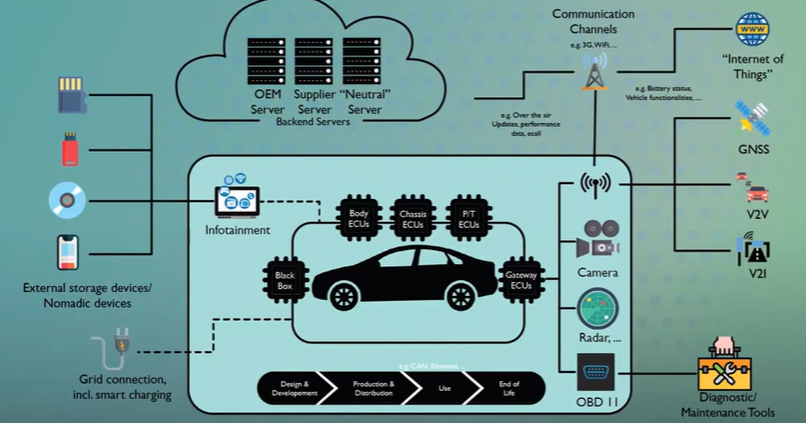 Communication
Channels
e.g. 3G, WiFi, ...
WWW
"Internet of
Things"
OEM Supplier "Neutral"
Server Server Server
Backend Servers
e.g. Battery status,
Vehicle functionalities, ...
e.g. Over the air
Updates, performance
data, ecall
GNSS
V2V
V2I
Infotainment
Body
ECUs
Chassis
ECUs
P/T
ECUs
Black
Box
Gateway
ECUs
Camera
Radar, ...
OBD 11
External storage devices/
Nomadic devices
Grid connection,
incl. smart charging
e.g. CAN, Ethernet, ...
Design &
Developement
Production &
Distribution
Use
End of
Life
Diagnostic/
Maintenance Tools